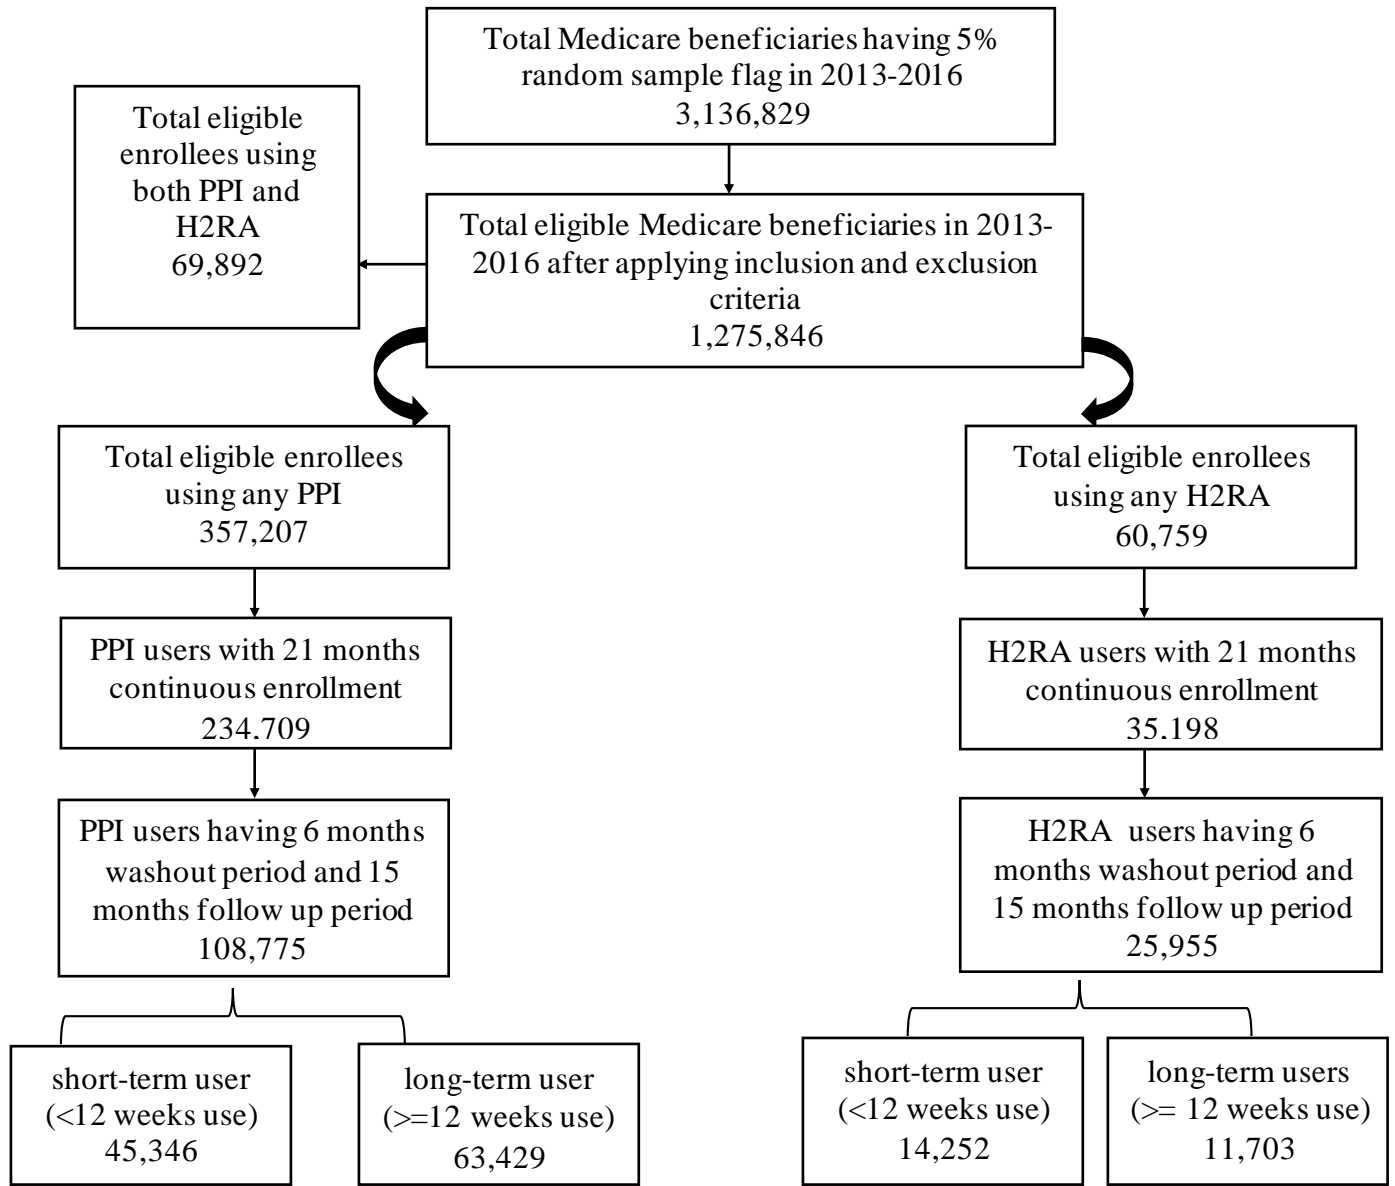 Total Medicare beneficiaries having 5%
random sample flag in 2013-2016
3,136,829
Total eligible
enrollees using
both PPI and
H2RA
69,892
Total eligible Medicare beneficiaries in 2013-
2016 after applying inclusion and exclusion
criteria
1,275,846
Total eligible enrollees
using any PPI
357,207
Total eligible enrollees
using any H2RA
60,759
PPI users with 21 months
continuous enrollment
234,709
H2RA users with 21 months
continuous enrollment
35,198
PPI users having 6 months
washout period and 15
months follow up period
108,775
H2RA users having 6
months washout period and
15 months follow up period
25,955
short-term user
(<12 weeks use)
45,346
long-term user
(>=12 weeks use)
63,429
short-term user
(<12 weeks use)
14,252
long-term users
(>= 12 weeks use)
11,703